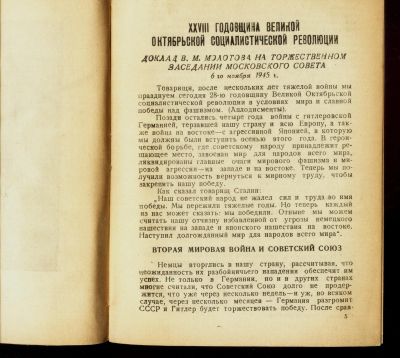 XXVIII ГОДОВЩИНА ВЕЛИКОЙ
ОКТЯБРЬСКОЙ СОЦИАЛИСТИЧЕСКОЙ РЕВОЛЮЦИИ
ДОКЛАД В. М. МОЛОТОВА НА ТОРЖЕСТВЕННОМ
ЗАСЕДАНИИ МОСКОВСКОГО СОВЕТА
6 го ноября 1945 г.
Товарищи, после нескольких лет тяжелой войны мы
празднуем сегодня 28-ю годовщину Великой Октябрьской
социалистической революции в условиях мира и славной
победы над фашизмом. (Аплодисменты).
Позади остались четыре года войны с гитлеровской
Германией, терзавшей нашу страну и всю Европу, а так-
же война на востоке—с агрессивной Японией, в которую
мы должны были вступить осенью этого года. В герои-
ческой борьбе, где советскому народу принадлежит ре-
шающее место, завоеван мир для народов всего мира,
ликвидированы главные очаги мирового фашизма и ми-
ровой агрессии—на западе и на востоке. Теперь мы по-
лучили возможность вернуться к мирному труду, чтобы
закрепить нашу победу.
Как сказал товарищ Сталин:
„Наш советский народ не жалел сил и труда во имя
победы. Мы пережили тяжелые годы. Но теперь каждый
из нас может сказать: мы победили. Отныне мы можем
считать нашу отчизну избавленной от угрозы немецкого
нашествия на западе и японского нашествия на востоке.
Наступил долгожданный мир для народов всего мира".
ВТОРАЯ МИРОВАЯ ВОЙНА И СОВЕТСКИЙ СОЮЗ
Немцы вторглись в нашу страну, рассчитывая, что
неожиданность их разбойничьего нападения обеспечит им
успех. Не только в Германии, но и в других странах
многие считали, что Советский Союз долго не продер-
жится, что уже через несколько недель—и уж, во всяком
случае, через несколько месяцев — Германия разгромит
СССР и Гитлер будет торжествовать победу. После срав-
3